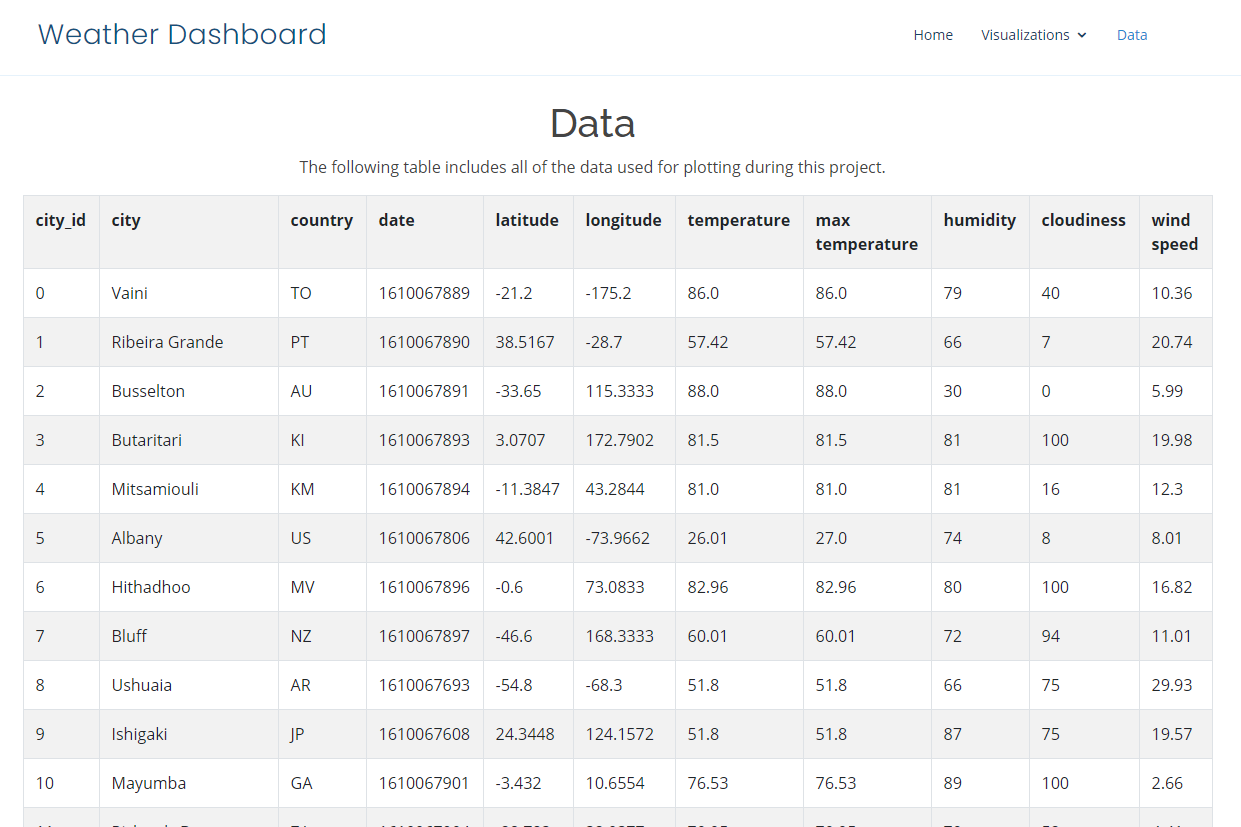 Weather Dashboard
Home Visualizations Data
Data
The following table includes all of the data used for plotting during this project.
city_id city country date latitude longitude temperature max temperature humidity cloudiness wind speed
0 Vaini TO 1610067889 -21.2 -175.2 86.0 86.0 79 40 10.36
1 Ribeira Grande PT 1610067890 38.5167 -28.7 57.42 57.42 66 7 20.74
2 Busselton AU 1610067891 -33.65 115.3333 88.0 88.0 30 0 5.99
3 Butaritari KI 1610067893 3.0707 172.7902 81.5 81.5 81 100 19.98
4 Mitsamiouli KM 1610067894 -11.3847 43.2844 81.0 81.0 81 16 12.3
5 Albany US 1610067806 42.6001 -73.9662 26.01 27.0 74 8 8.01
6 Hithadhoo MV 1610067896 -0.6 73.0833 82.96 82.96 80 100 16.82
7 Bluff NZ 1610067897 -46.6 168.3333 60.01 60.01 72 94 11.01
8 Ushuaia AR 1610067693 -54.8 -68.3 51.8 51.8 66 75 29.93
9 Ishigaki JP 1610067608 24.3448 124.1572 51.8 51.8 87 75 19.57
10 Mayumba GA 1610067901 -3.432 10.6554 76.53 76.53 89 100 2.66